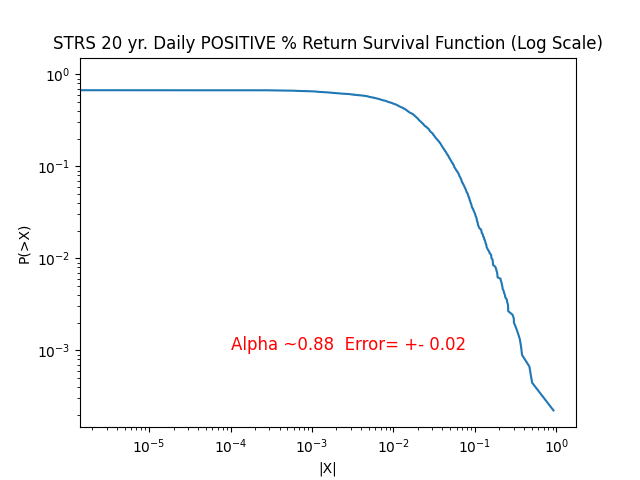 STRS 20 yr. Daily POSITIVE % Return Survival Function (Log Scale)
10⁰
10⁻¹
10⁻²
10⁻³
P(>X)
Alpha ~0.88  Error= +- 0.02
10⁻⁵ 10⁻⁴ 10⁻³ 10⁻² 10⁻¹ 10⁰
|X|